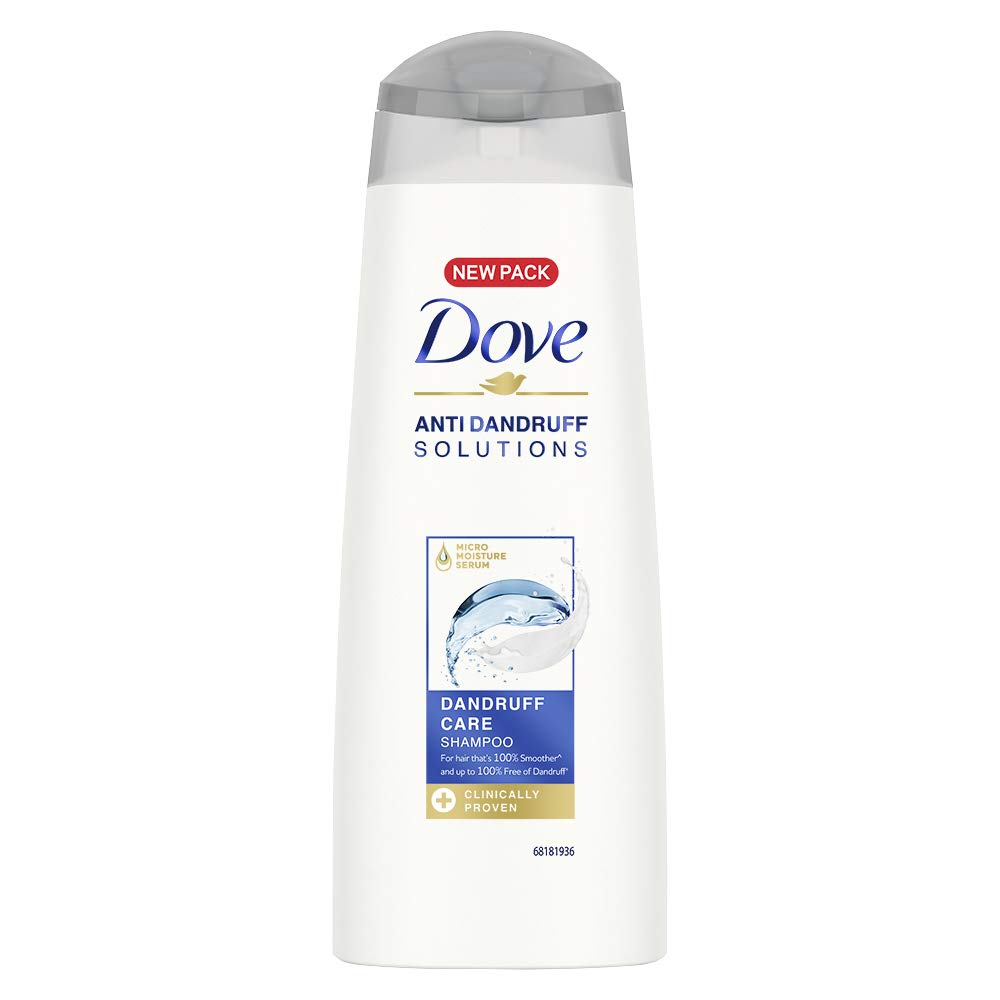 NEW PACK
Dove
ANTI DANDRUFF
SOLUTIONS
MICRO
MOISTURE
SERUM
DANDRUFF
CARE
SHAMPOO
For hair that's 100% Smoother^
and up to 100% Free of Dandruff*
CLINICALLY
PROVEN
68181936